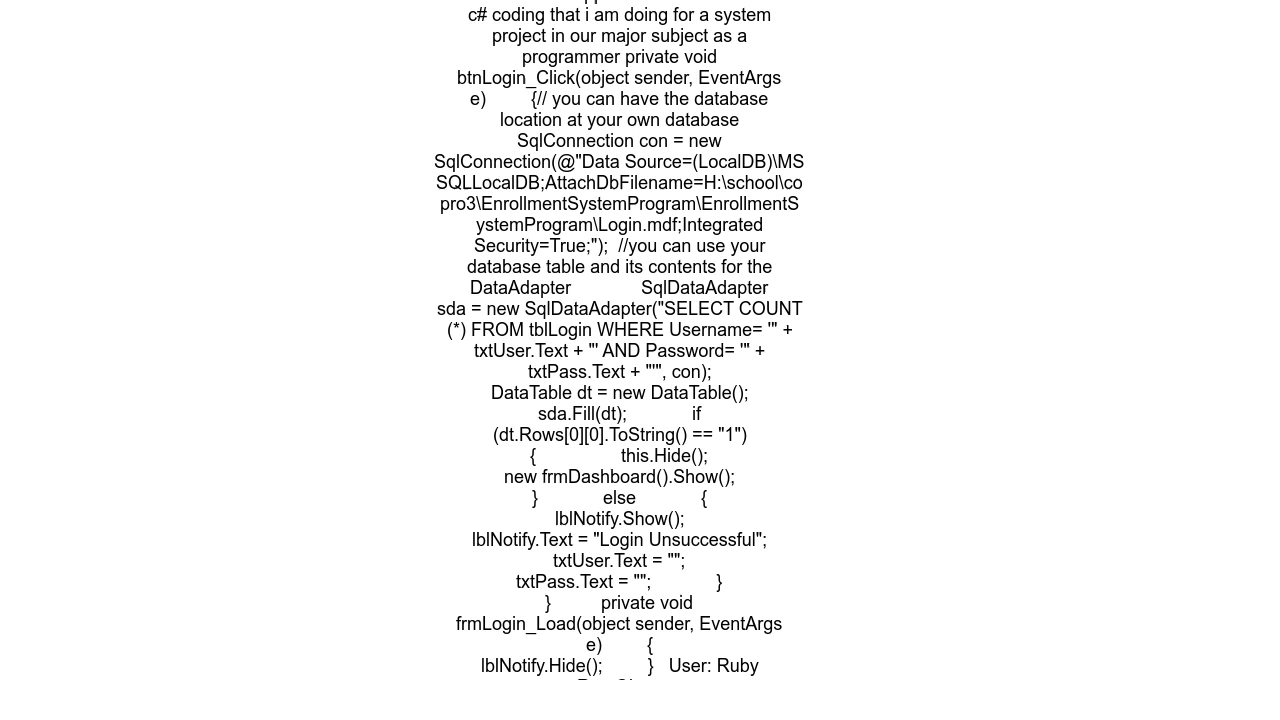 c# coding that i am doing for a system
project in our major subject as a
programmer private void
btnLogin_Click(object sender, EventArgs
e)         {// you can have the database
location at your own database
SqlConnection con = new
SqlConnection(@"Data Source=(LocalDB)\MS
SQLLocalDB;AttachDbFilename=H:\school\co
pro3\EnrollmentSystemProgram\EnrollmentS
ystemProgram\Login.mdf;Integrated
Security=True;");  //you can use your
database table and its contents for the
DataAdapter              SqlDataAdapter
sda = new SqlDataAdapter("SELECT COUNT
(*) FROM tblLogin WHERE Username= '" +
txtUser.Text + "' AND Password= '" +
txtPass.Text + "'", con);
DataTable dt = new DataTable();
sda.Fill(dt);             if
(dt.Rows[0][0].ToString() == "1")
{                 this.Hide();
new frmDashboard().Show();
}             else             {
lblNotify.Show();
lblNotify.Text = "Login Unsuccessful";
txtUser.Text = "";
txtPass.Text = "";             }
}          private void
frmLogin_Load(object sender, EventArgs
e)         {
lblNotify.Hide();         }   User: Ruby